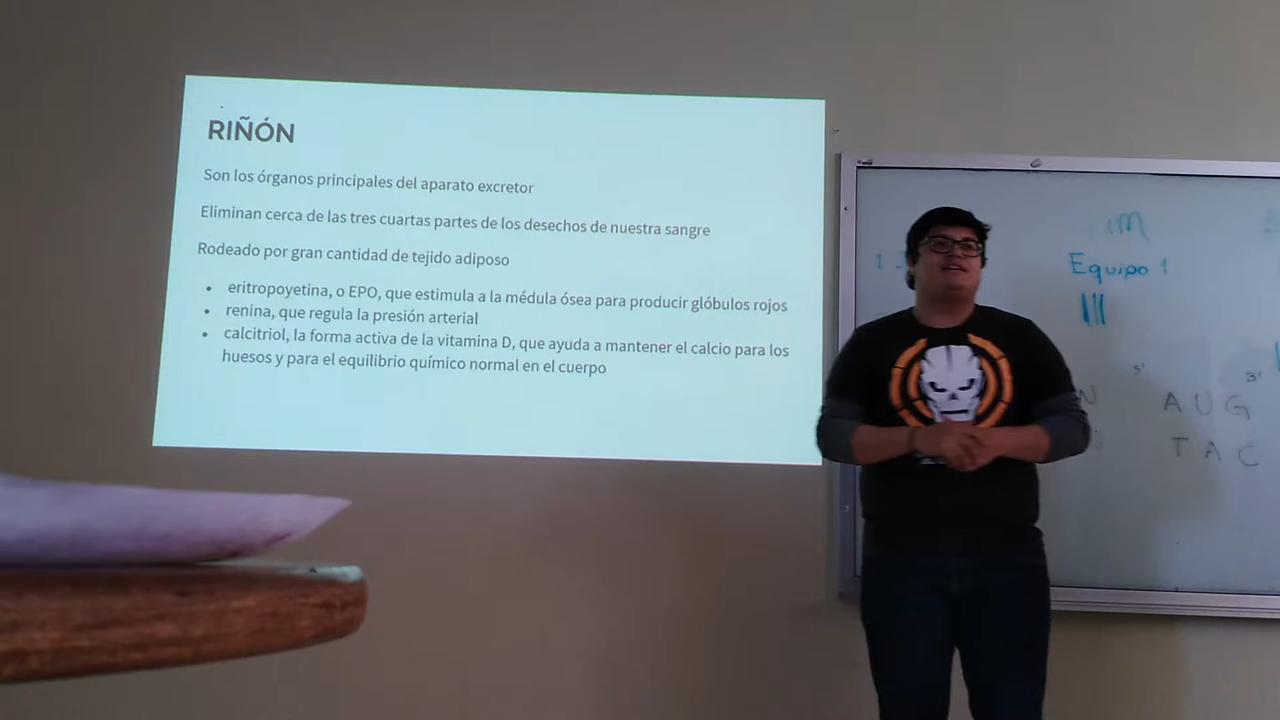 RIÑÓN
Son los órganos principales del aparato excretor
Eliminan cerca de las tres cuartas partes de los desechos de nuestra sangre
Rodeado por gran cantidad de tejido adiposo
• eritropoyetina, o EPO, que estimula a la médula ósea para producir glóbulos rojos
• renina, que regula la presión arterial
• calcitriol, la forma activa de la vitamina D, que ayuda a mantener el calcio para los
huesos y para el equilibrio químico normal en el cuerpo
Equipo 1
5' 3'
A U G
T A C